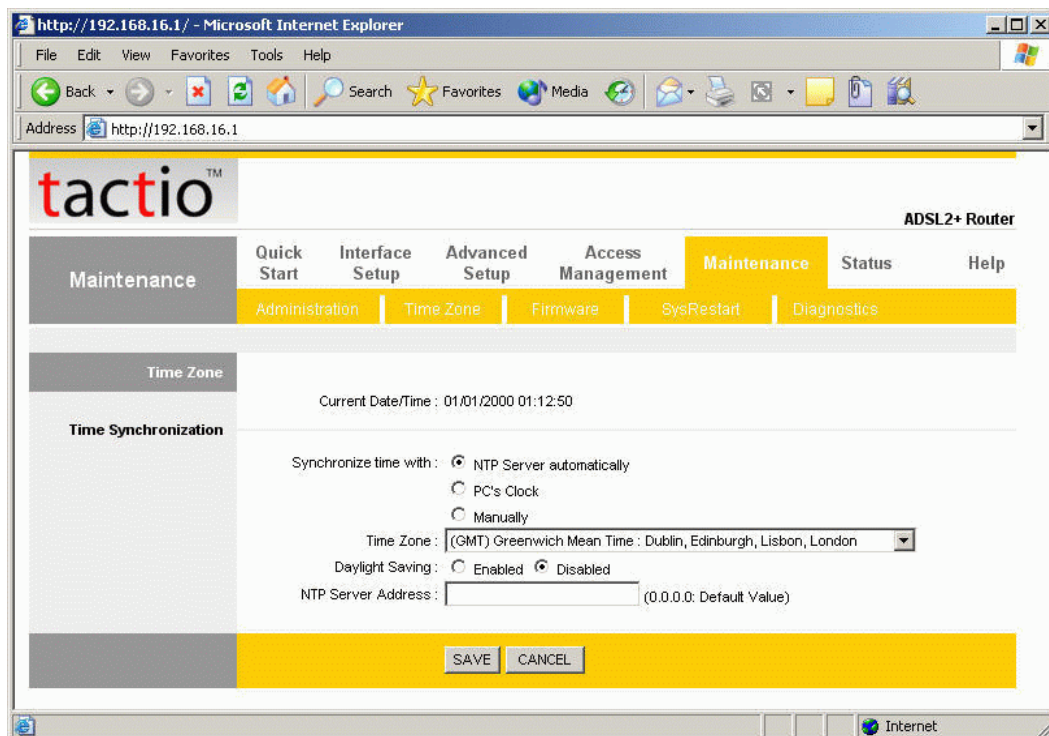 http://192.168.16.1/ - Microsoft Internet Explorer
File Edit View Favorites Tools Help
Back Search Favorites Media
Address http://192.168.16.1
tactio™
ADSL2+ Router
Maintenance
Quick Start Interface Setup Advanced Setup Access Management Maintenance Status Help
Administration Time Zone Firmware SysRestart Diagnostics
Time Zone
Current Date/Time : 01/01/2000 01:12:50
Time Synchronization
Synchronize time with : NTP Server automatically
PC's Clock
Manually
Time Zone : (GMT) Greenwich Mean Time : Dublin, Edinburgh, Lisbon, London
Daylight Saving : Enabled Disabled
NTP Server Address : (0.0.0.0: Default Value)
SAVE CANCEL
Internet